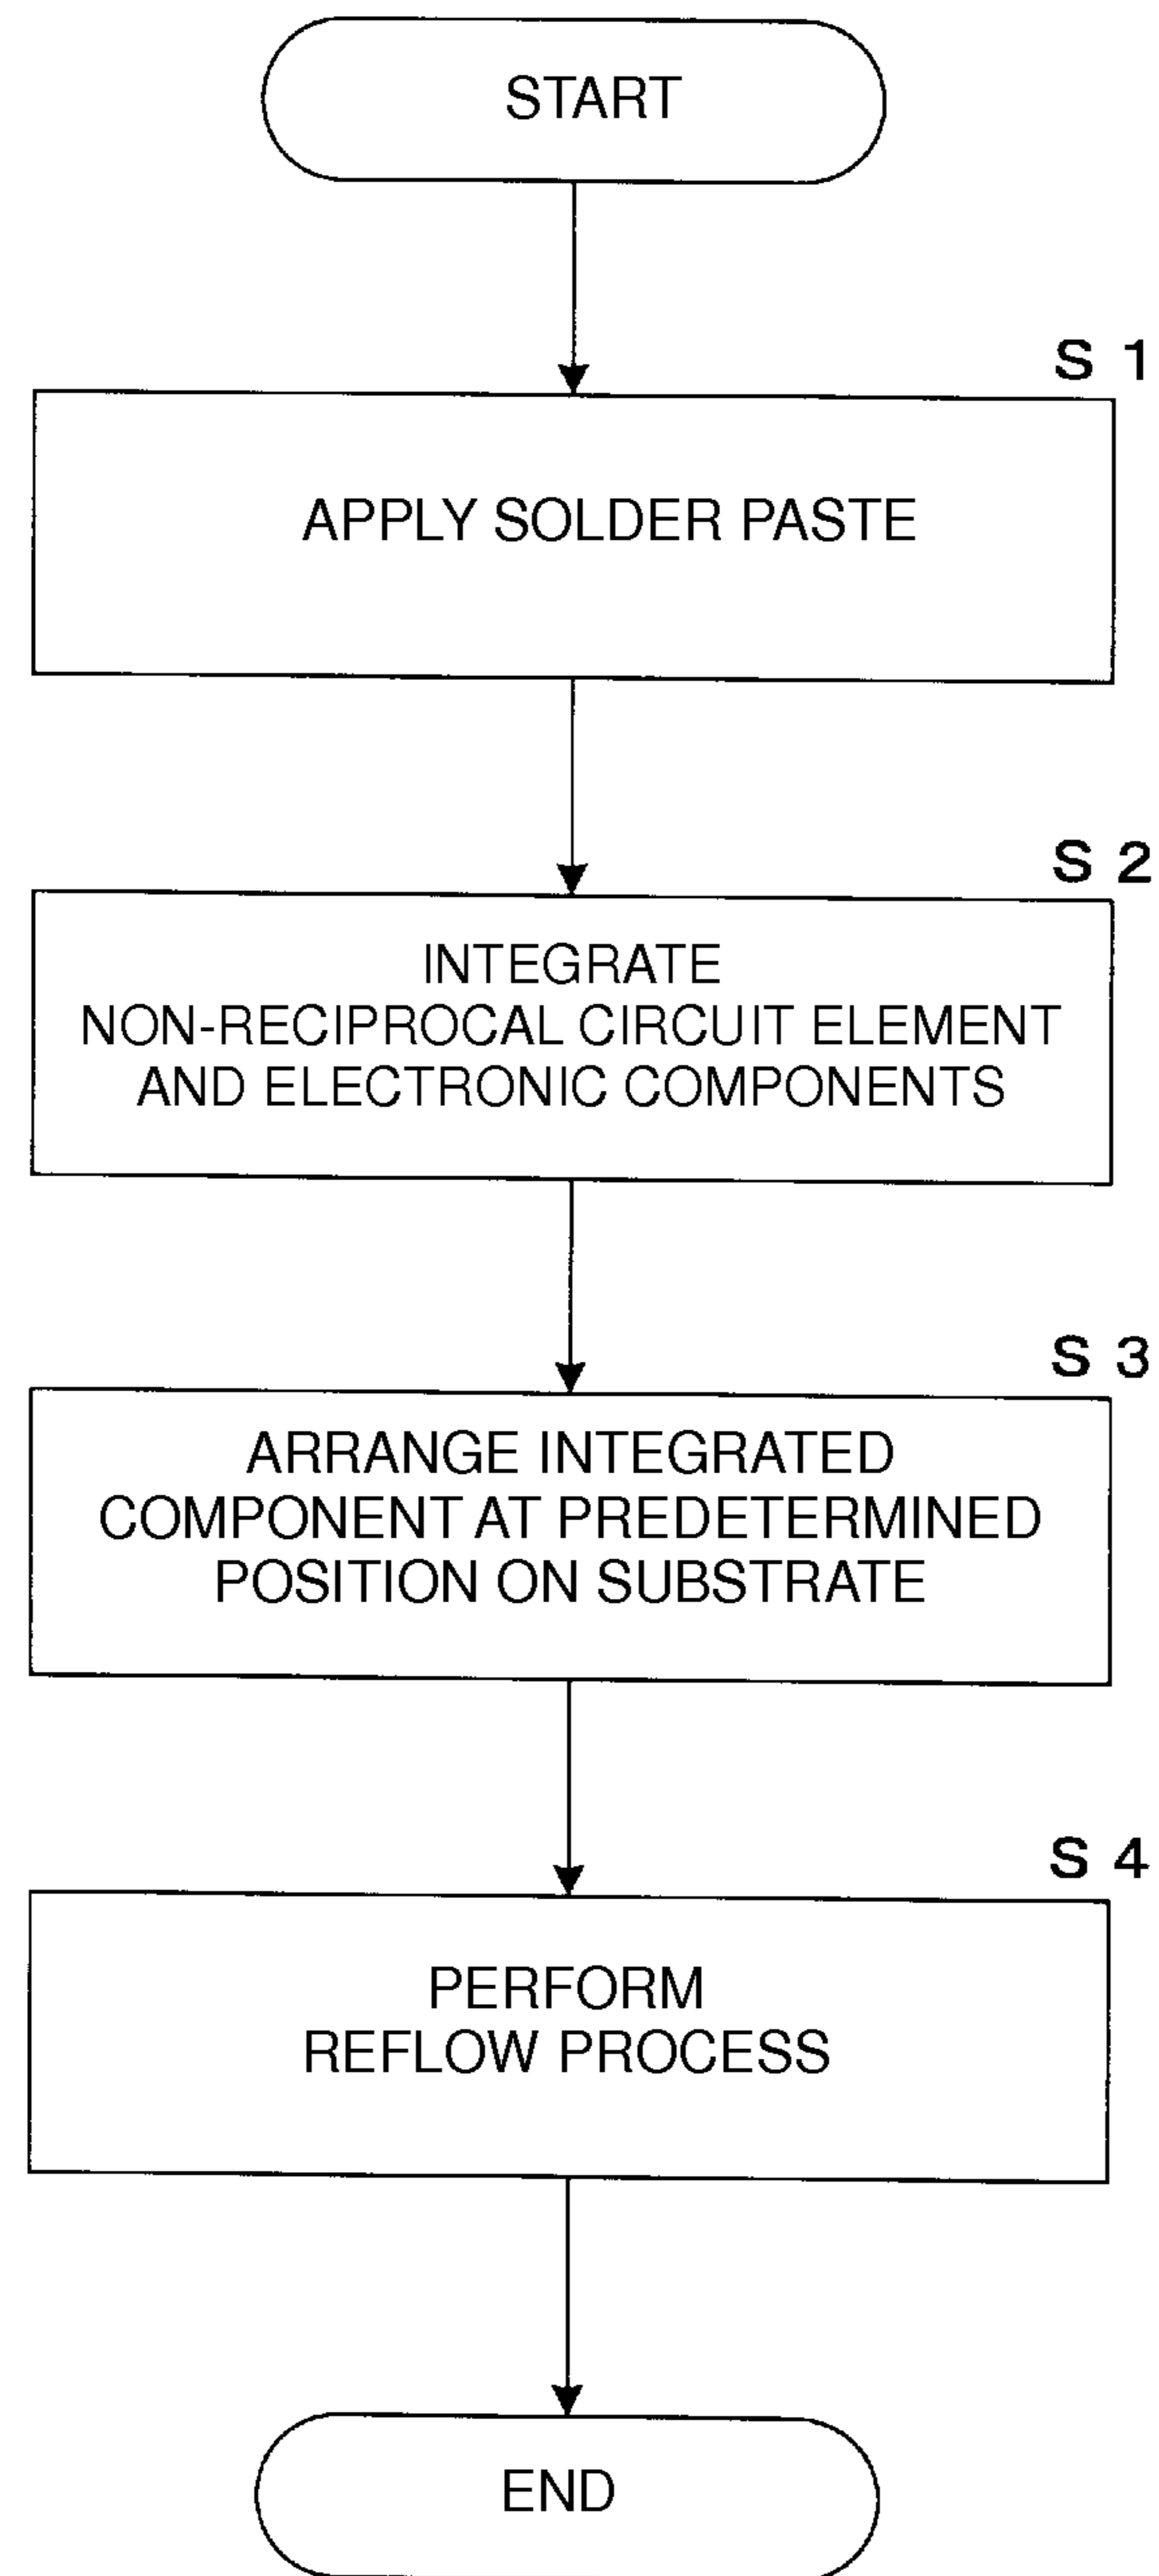 START
S 1
APPLY SOLDER PASTE
S 2
INTEGRATE
NON-RECIPROCAL CIRCUIT ELEMENT
AND ELECTRONIC COMPONENTS
S 3
ARRANGE INTEGRATED
COMPONENT AT PREDETERMINED
POSITION ON SUBSTRATE
S 4
PERFORM
REFLOW PROCESS
END